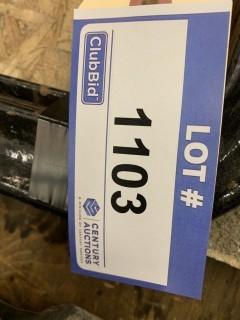 LOT #
1103
ClubBid
CENTURY
AUCTIONS